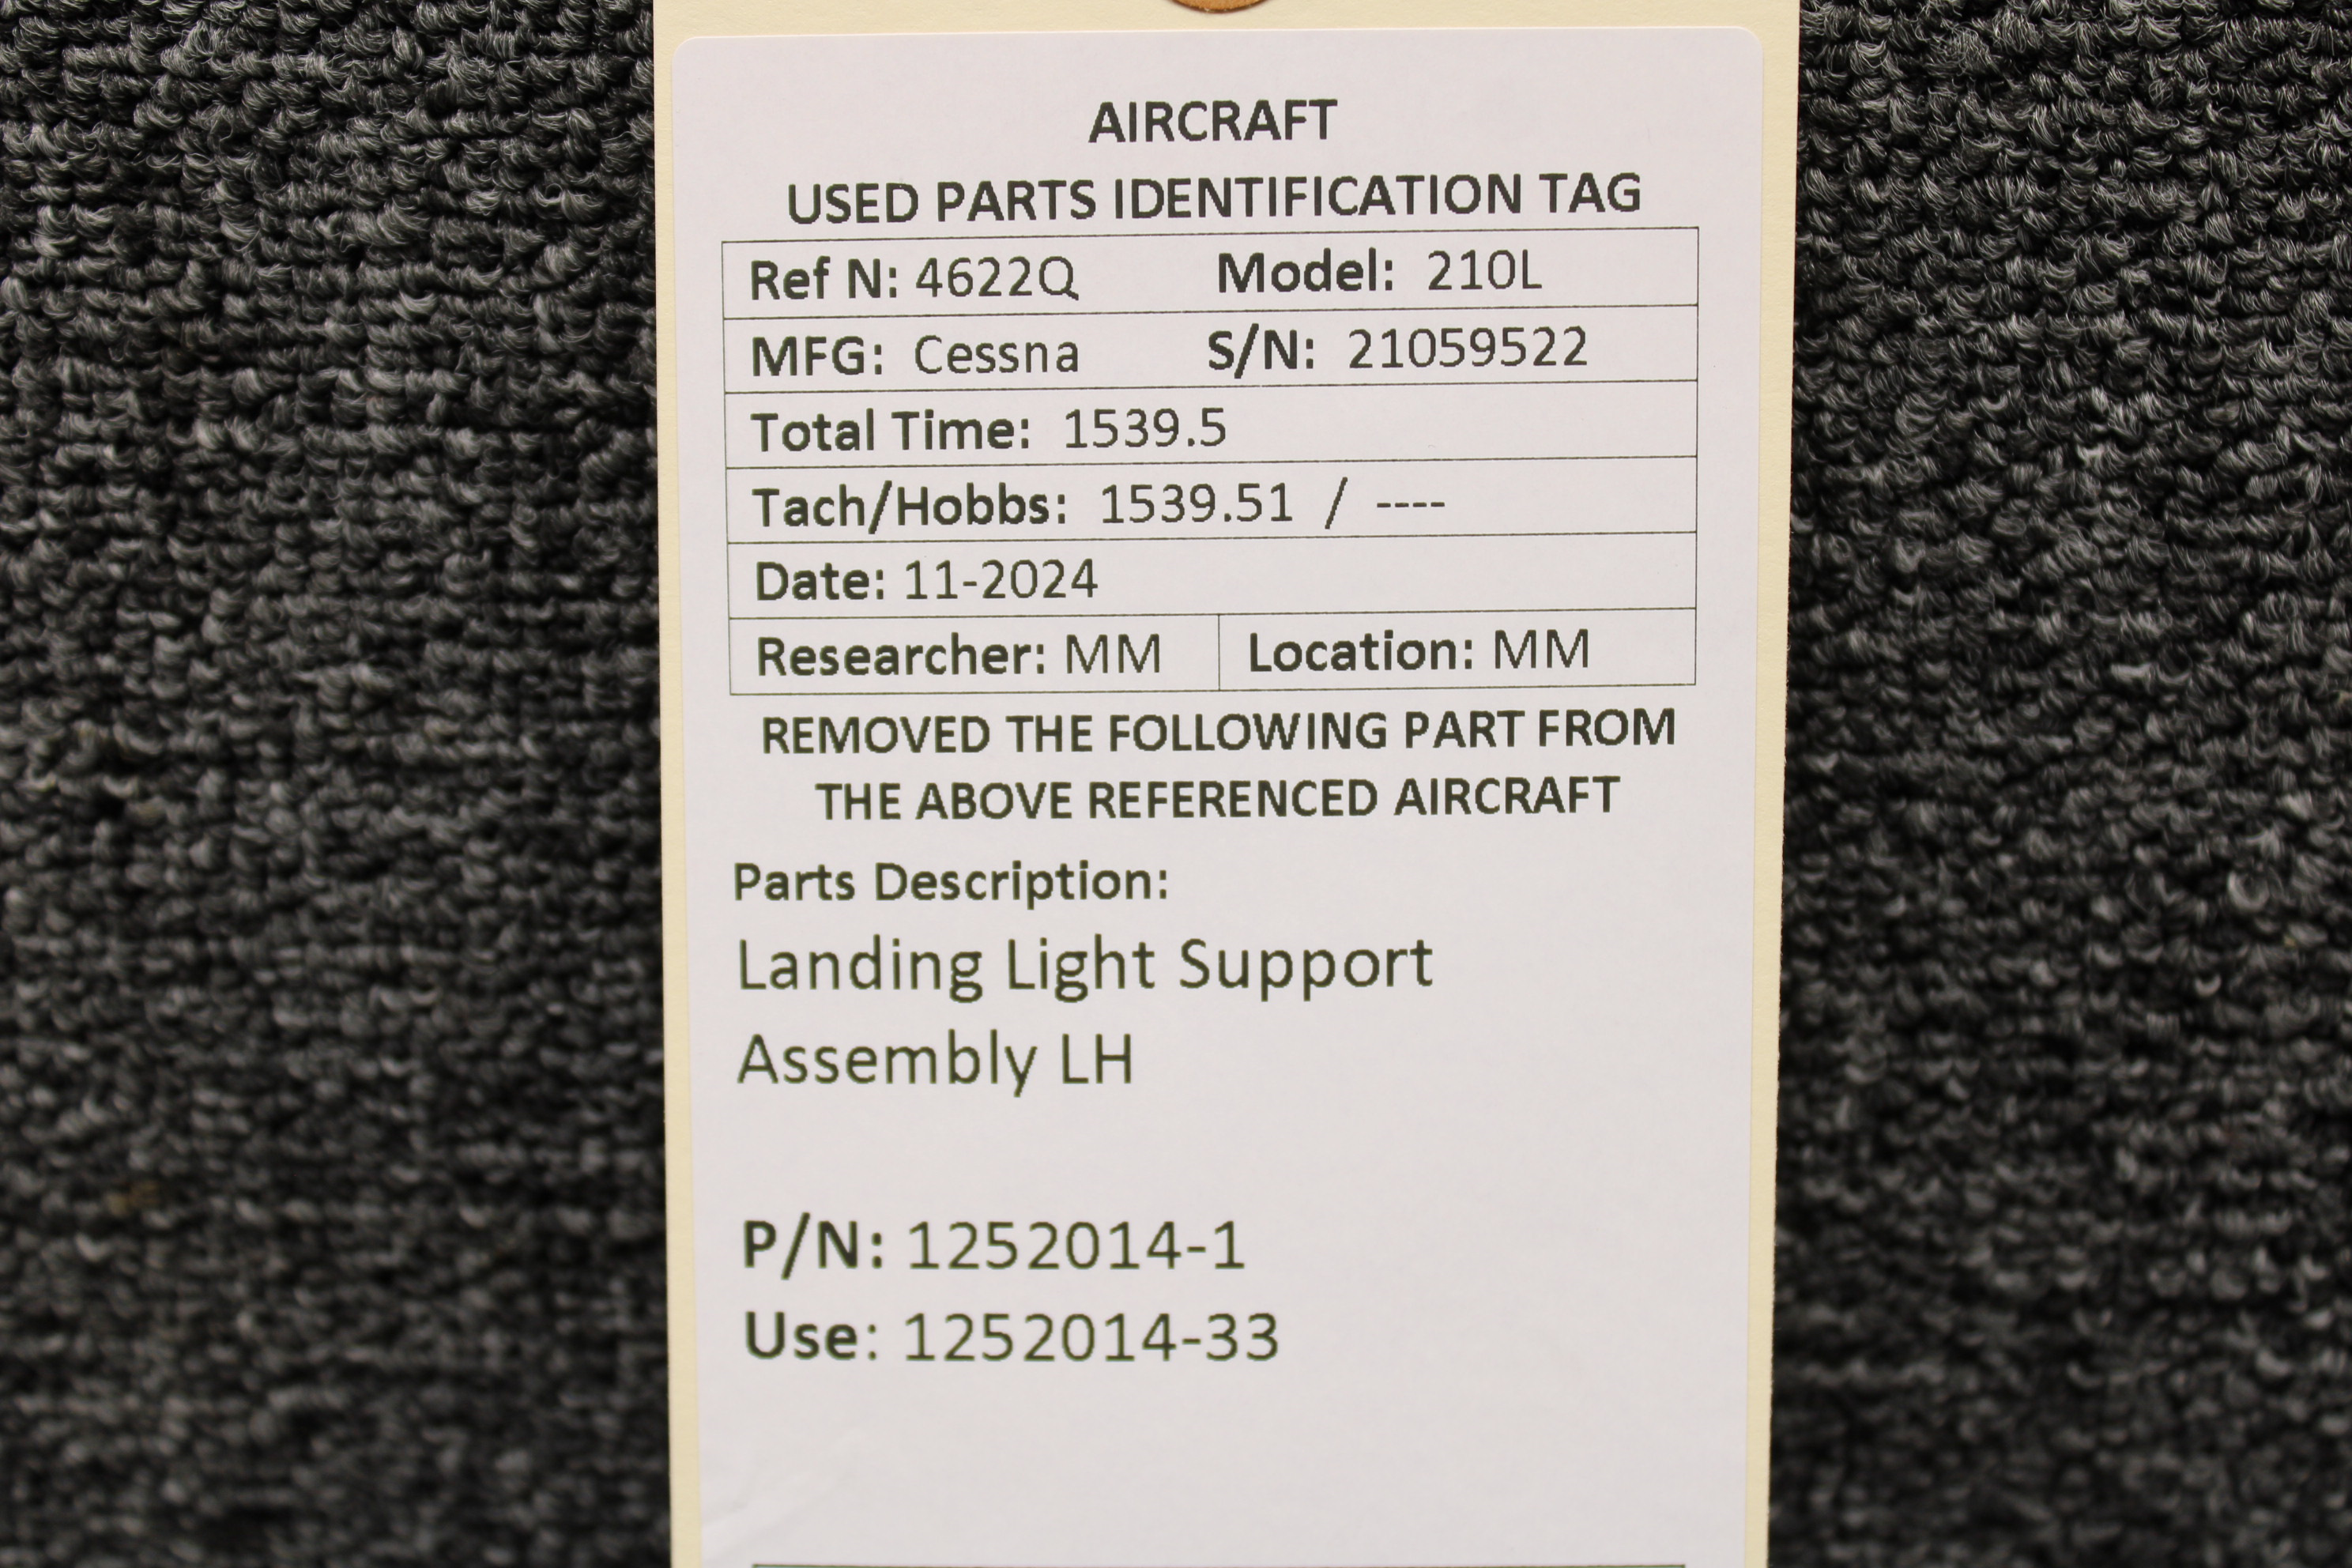 AIRCRAFT
USED PARTS IDENTIFICATION TAG
Ref N: 4622Q Model: 210L
MFG: Cessna S/N: 21059522
Total Time: 1539.5
Tach/Hobbs: 1539.51 / ----
Date: 11-2024
Researcher: MM Location: MM
REMOVED THE FOLLOWING PART FROM
THE ABOVE REFERENCED AIRCRAFT
Parts Description:
Landing Light Support
Assembly LH
P/N: 1252014-1
Use: 1252014-33